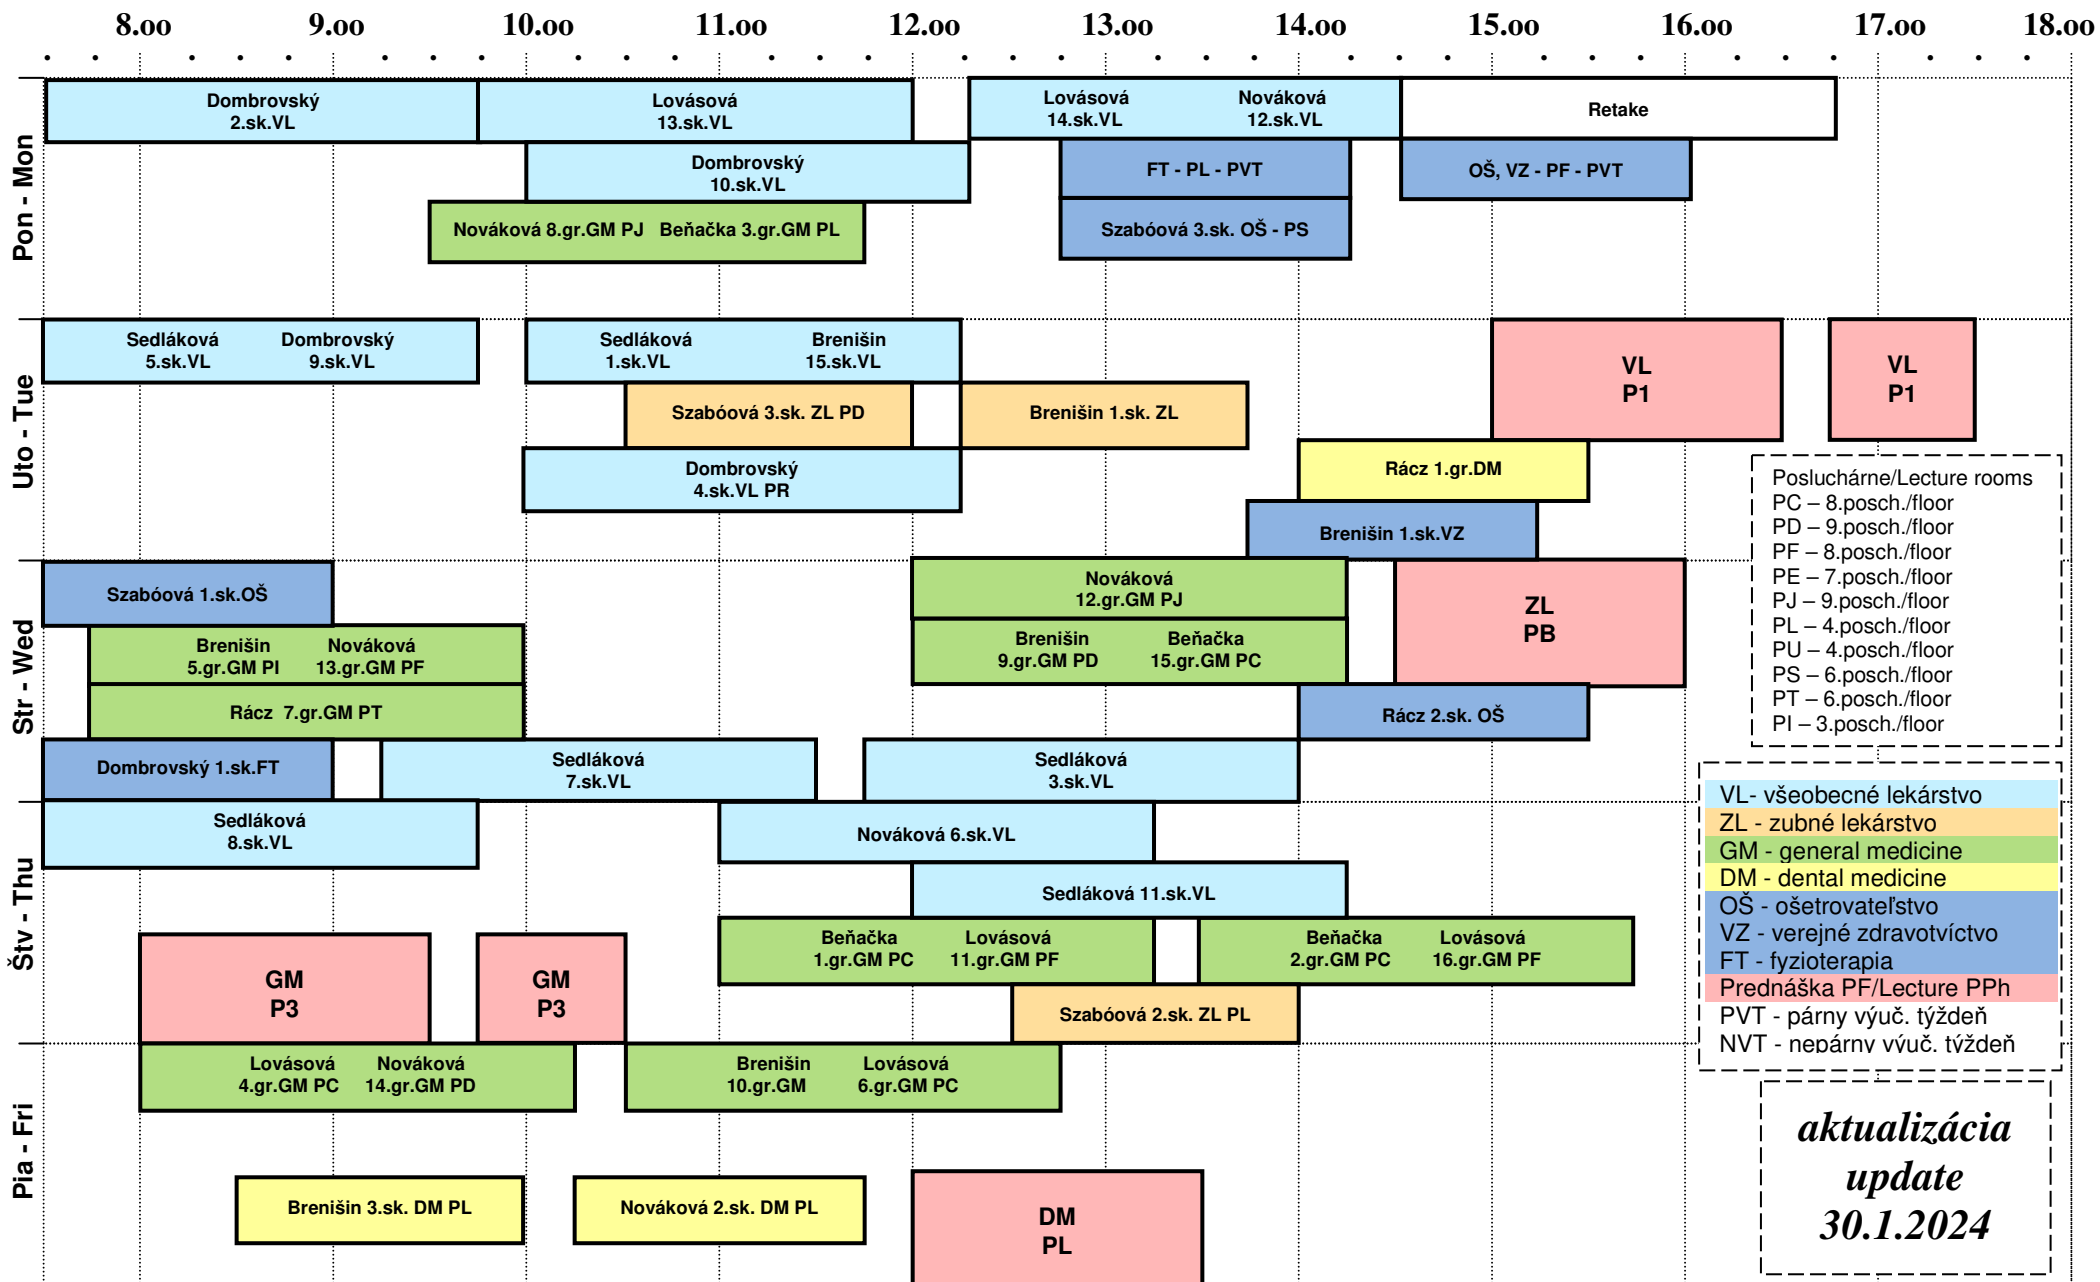 8.00 9.00 10.00 11.00 12.00 13.00 14.00 15.00 16.00 17.00 18.00
Pon - Mon
Dombrovský
2.sk.VL
Lovásová
13.sk.VL
Lovásová Nováková
14.sk.VL 12.sk.VL
Retake
Dombrovský
10.sk.VL
FT - PL - PVT
OŠ, VZ - PF - PVT
Nováková 8.gr.GM PJ Beňačka 3.gr.GM PL
Szabóová 3.sk. OŠ - PS
Uto - Tue
Sedláková Dombrovský
5.sk.VL 9.sk.VL
Sedláková Brenišin
1.sk.VL 15.sk.VL
VL
P1
VL
P1
Szabóová 3.sk. ZL PD
Brenišin 1.sk. ZL
Dombrovský
4.sk.VL PR
Rácz 1.gr.DM
Brenišin 1.sk.VZ
Str - Wed
Szabóová 1.sk.OŠ
Nováková
12.gr.GM PJ
ZL
PB
Brenišin Nováková
5.gr.GM PI 13.gr.GM PF
Brenišin Beňačka
9.gr.GM PD 15.gr.GM PC
Rácz 7.gr.GM PT
Rácz 2.sk. OŠ
Dombrovský 1.sk.FT
Sedláková
7.sk.VL
Sedláková
3.sk.VL
Štv - Thu
Sedláková
8.sk.VL
Nováková 6.sk.VL
Sedláková 11.sk.VL
Beňačka Lovásová
1.gr.GM PC 11.gr.GM PF
Beňačka Lovásová
2.gr.GM PC 16.gr.GM PF
GM
P3
GM
P3
Szabóová 2.sk. ZL PL
Pia - Fri
Lovásová Nováková
4.gr.GM PC 14.gr.GM PD
Brenišin Lovásová
10.gr.GM 6.gr.GM PC
Brenišin 3.sk. DM PL
Nováková 2.sk. DM PL
DM
PL
Posluchárne/Lecture rooms
PC – 8.posch./floor
PD – 9.posch./floor
PF – 8.posch./floor
PE – 7.posch./floor
PJ – 9.posch./floor
PL – 4.posch./floor
PU – 4.posch./floor
PS – 6.posch./floor
PT – 6.posch./floor
PI – 3.posch./floor
VL- všeobecné lekárstvo
ZL - zubné lekárstvo
GM - general medicine
DM - dental medicine
OŠ - ošetrovateľstvo
VZ - verejné zdravotvíctvo
FT - fyzioterapia
Prednáška PF/Lecture PPh
PVT - párny výuč. týždeň
NVT - nepárny výuč. týždeň
aktualizácia
update
30.1.2024